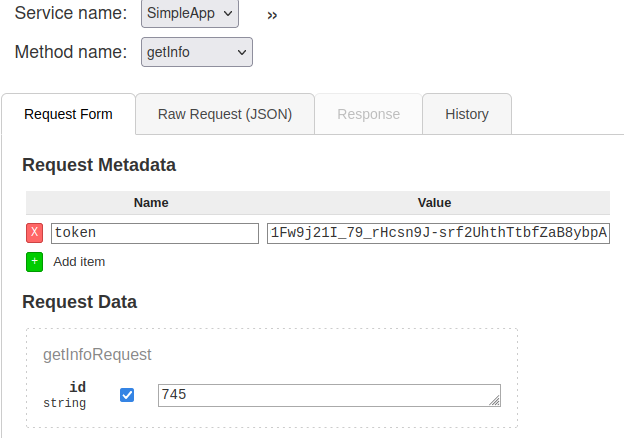 Service name: SimpleApp »
Method name: getInfo
Request Form Raw Request (JSON) Response History
Request Metadata
Name Value
X token 1Fw9j21I_79_rHcsn9J-srf2UhthTtbfZaB8ybpA
+ Add item
Request Data
getInfoRequest
id 745
string